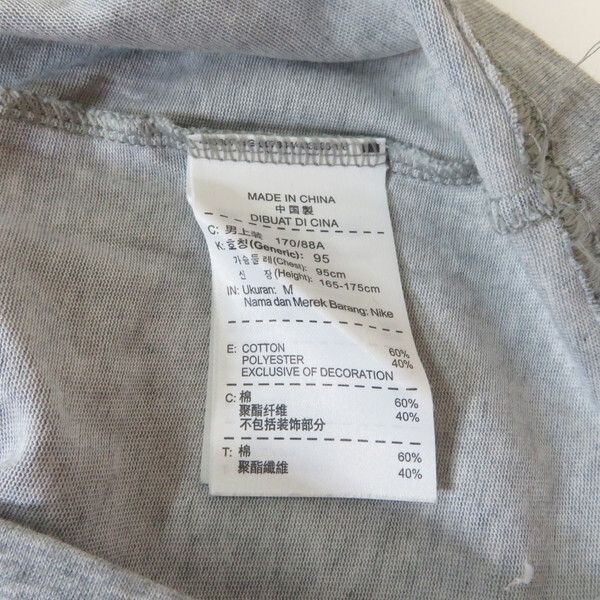 MADE IN CHINA
中国製
DIBUAT DI CINA
C: 男上装 170/88A
K: 호칭(Generic): 95
가슴둘레(Chest): 95cm
신 장(Height): 165-175cm
IN: Ukuran: M
Nama dan Merek Barang: Nike
E: COTTON 60%
POLYESTER 40%
EXCLUSIVE OF DECORATION
C: 棉 60%
聚酯纤维 40%
不包括装饰部分
T: 棉 60%
聚酯纖維 40%